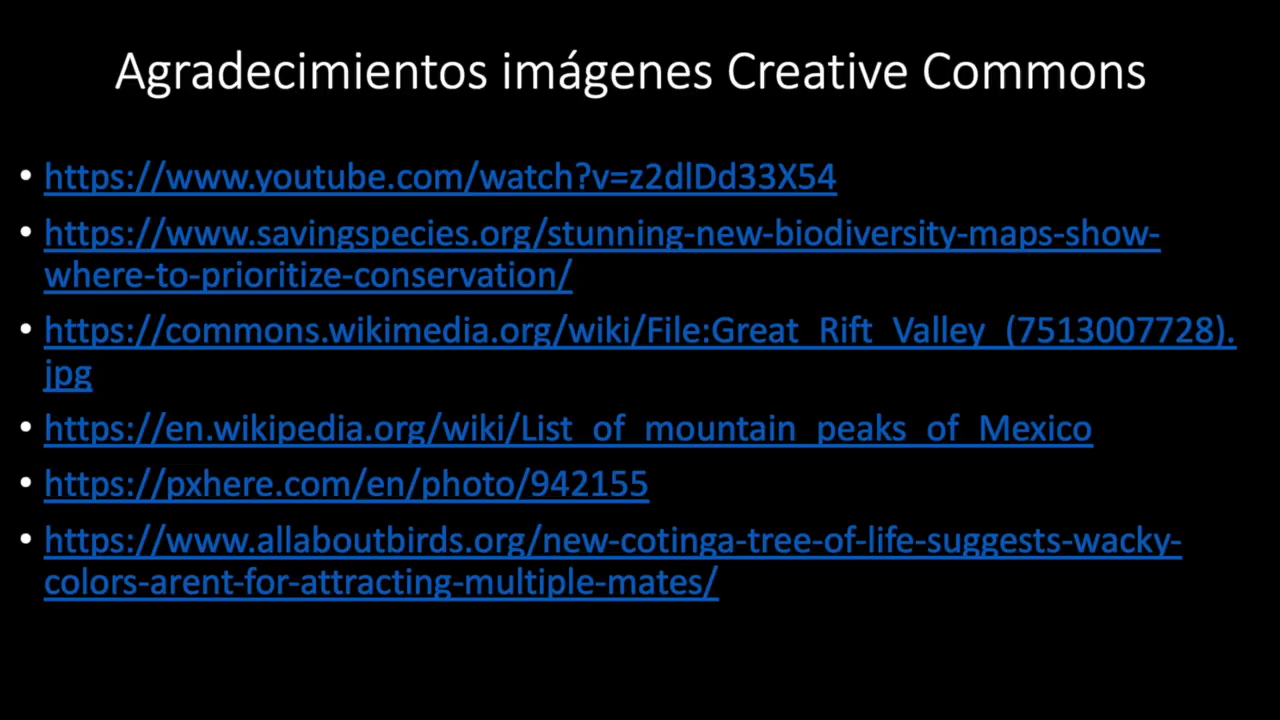 Agradecimientos imágenes Creative Commons
• https://www.youtube.com/watch?v=z2dlDd33X54
• https://www.savingspecies.org/stunning-new-biodiversity-maps-show-
where-to-prioritize-conservation/
• https://commons.wikimedia.org/wiki/File:Great_Rift_Valley_(7513007728).
jpg
• https://en.wikipedia.org/wiki/List_of_mountain_peaks_of_Mexico
• https://pxhere.com/en/photo/942155
• https://www.allaboutbirds.org/new-cotinga-tree-of-life-suggests-wacky-
colors-arent-for-attracting-multiple-mates/